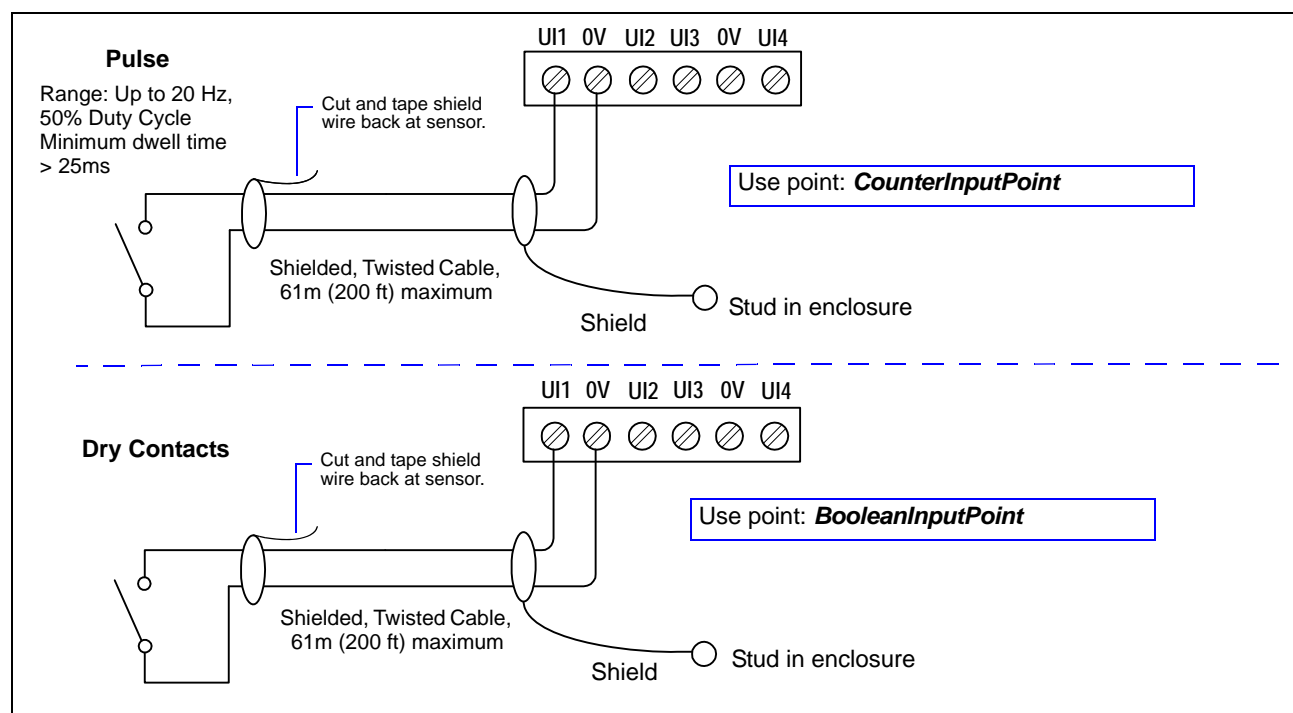 UI1 0V UI2 UI3 0V UI4
Pulse
Range: Up to 20 Hz,
50% Duty Cycle
Minimum dwell time
> 25ms
Cut and tape shield
wire back at sensor.
Use point: CounterInputPoint
Shielded, Twisted Cable,
61m (200 ft) maximum
Shield
Stud in enclosure
UI1 0V UI2 UI3 0V UI4
Dry Contacts
Cut and tape shield
wire back at sensor.
Use point: BooleanInputPoint
Shielded, Twisted Cable,
61m (200 ft) maximum
Shield
Stud in enclosure